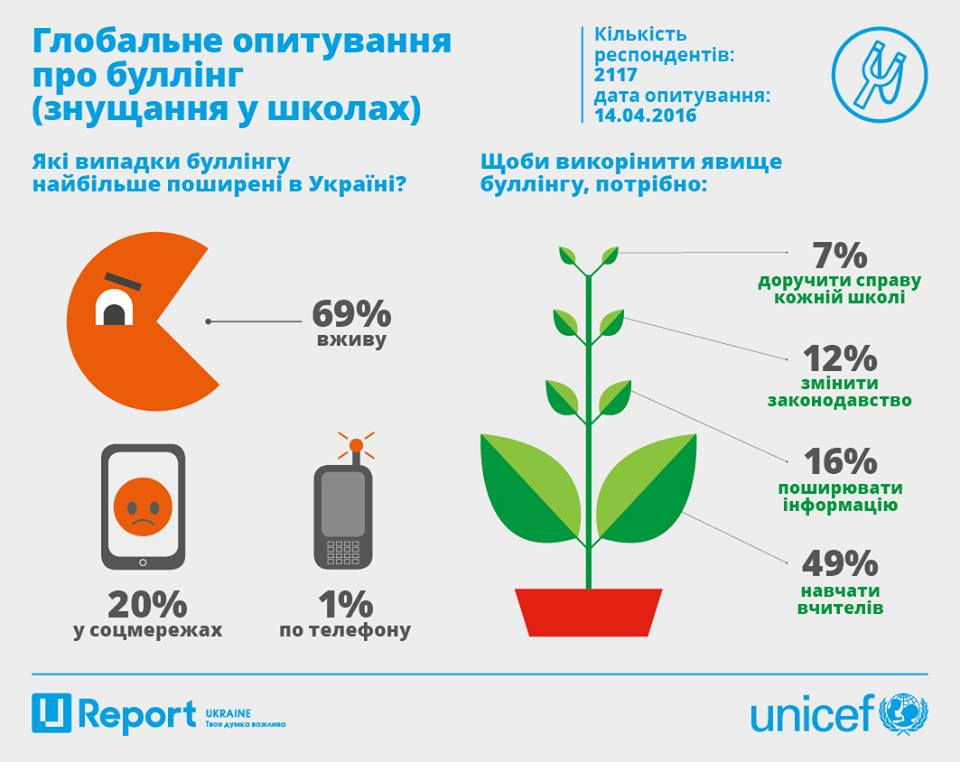 Глобальне опитування
про буллінг
(знущання у школах)
Кількість
респондентів:
2117
дата опитування:
14.04.2016
Які випадки буллінгу
найбільше поширені в Україні?
69%
вживу
20%
у соцмережах
1%
по телефону
Щоби викорінити явище
буллінгу, потрібно:
7%
доручити справу
кожній школі
12%
змінити
законодавство
16%
поширювати
інформацію
49%
навчати
вчителів
U Report
UKRAINE
Твоя думка важлива
unicef